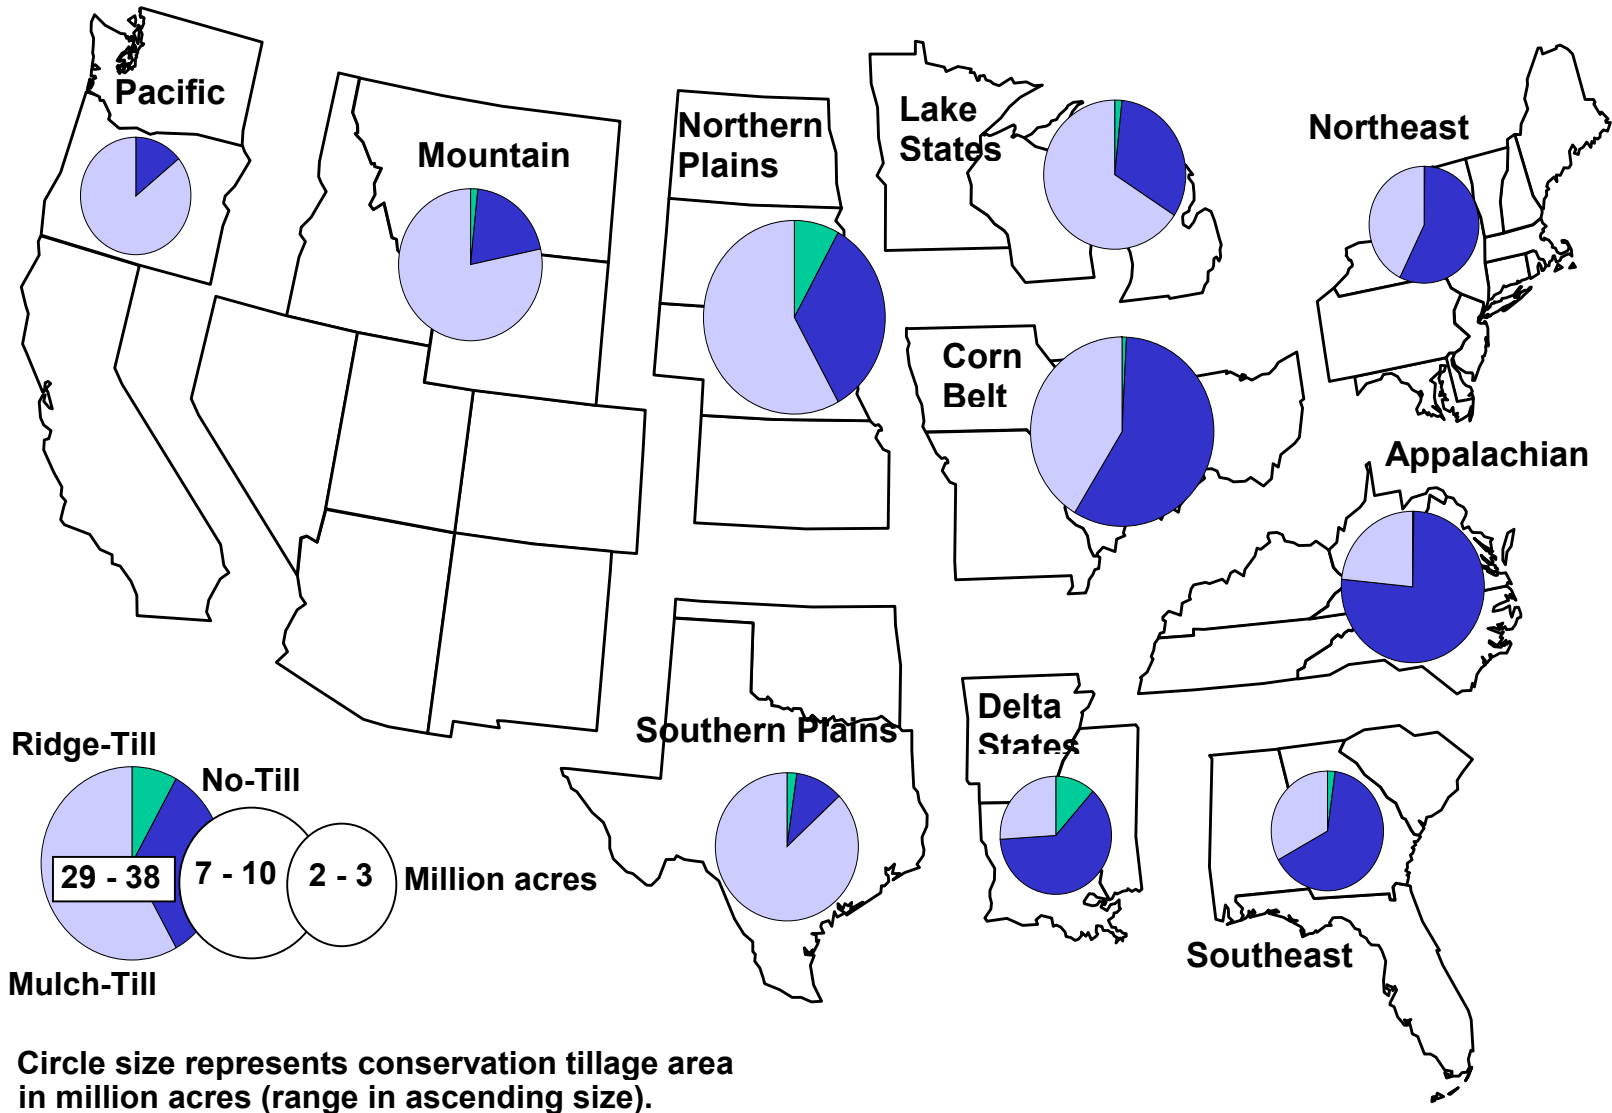 Pacific
Mountain
Northern
Plains
Lake
States
Northeast
Corn
Belt
Appalachian
Southern Plains
Delta
States
Southeast
Ridge-Till
No-Till
29 - 38
7 - 10
2 - 3
Million acres
Mulch-Till
Circle size represents conservation tillage area
in million acres (range in ascending size).